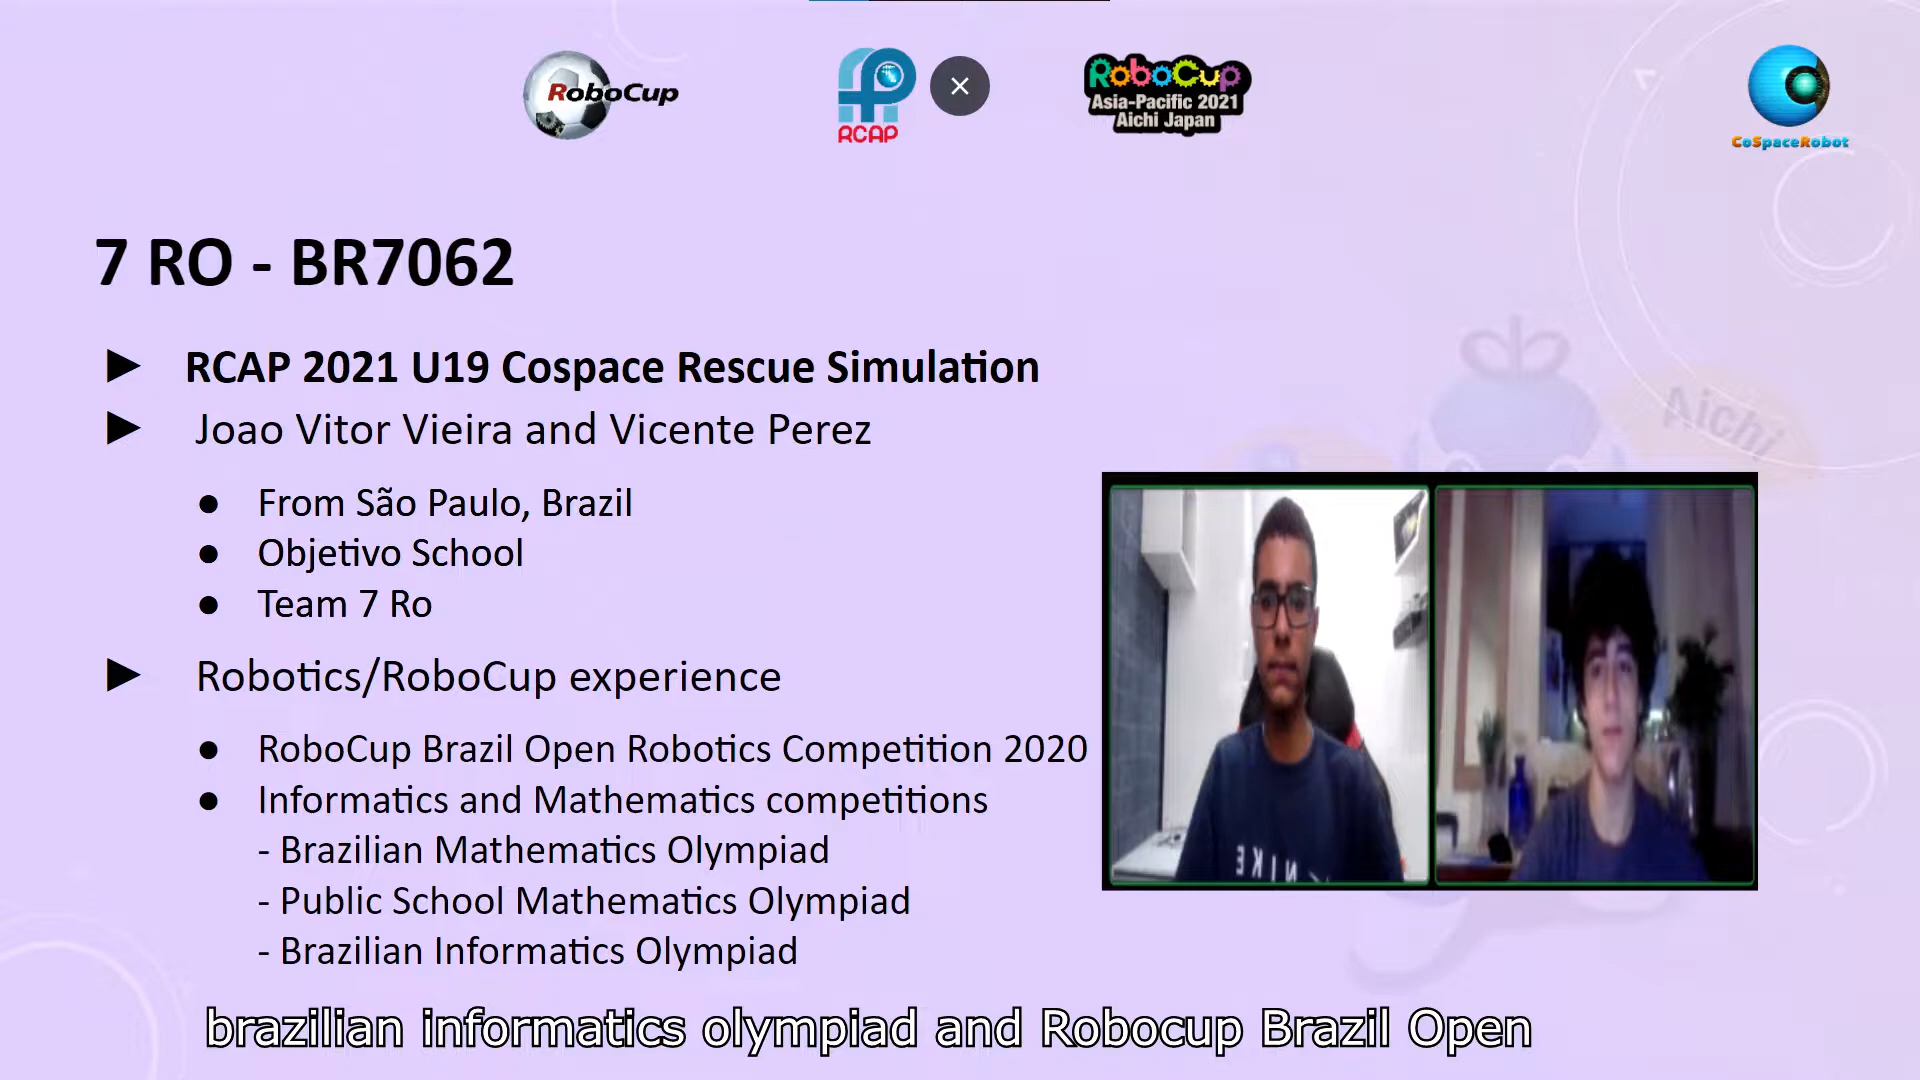 RoboCup
RCAP
RoboCup
Asia-Pacific 2021
Aichi Japan
CoSpaceRobot
7 RO - BR7062
RCAP 2021 U19 Cospace Rescue Simulation
Joao Vitor Vieira and Vicente Perez
Aichi
● From São Paulo, Brazil
● Objetivo School
● Team 7 Ro
Robotics/RoboCup experience
● RoboCup Brazil Open Robotics Competition 2020
● Informatics and Mathematics competitions
- Brazilian Mathematics Olympiad
- Public School Mathematics Olympiad
- Brazilian Informatics Olympiad
NIKE
brazilian informatics olympiad and Robocup Brazil Open